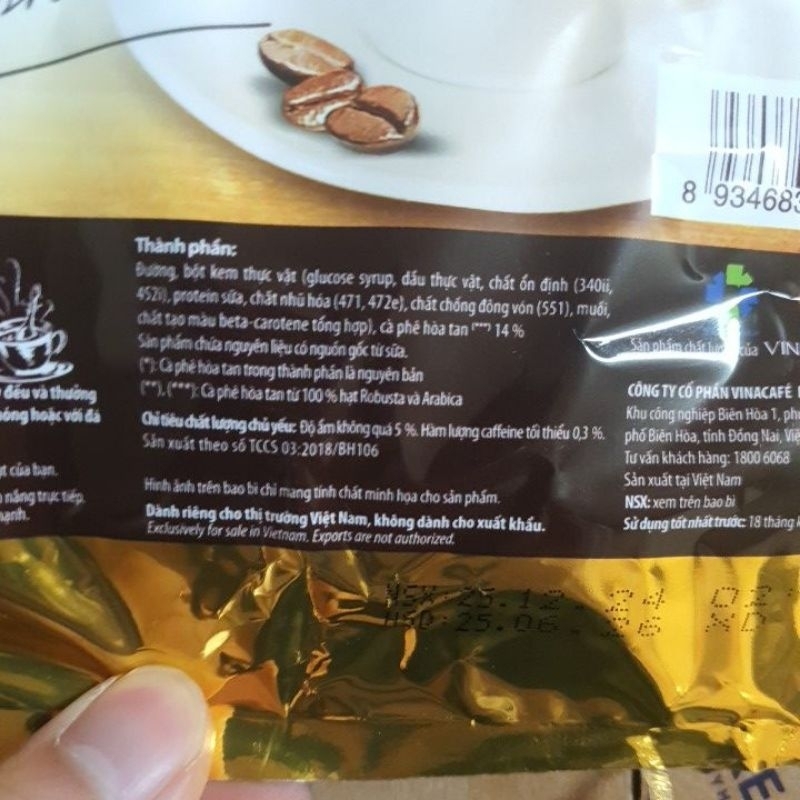 8 934683
Thành phần:
Đường, bột kem thực vật (glucose syrup, dầu thực vật, chất ổn định (340ii,
452i), protein sữa, chất nhũ hóa (471, 472e), chất chống đông vón (551), muối,
chất tạo màu beta-carotene tổng hợp), cà phê hòa tan (***) 14 %
Sản phẩm chứa nguyên liệu có nguồn gốc từ sữa.
(*): Cà phê hòa tan trong thành phần là nguyên bản
(**), (***): Cà phê hòa tan từ 100 % hạt Robusta và Arabica
Chỉ tiêu chất lượng chủ yếu: Độ ẩm không quá 5 %. Hàm lượng caffeine tối thiểu 0,3 %.
Sản xuất theo số TCCS 03:2018/BH106
Hình ảnh trên bao bì chỉ mang tính chất minh họa cho sản phẩm.
Dành riêng cho thị trường Việt Nam, không dành cho xuất khẩu.
Exclusively for sale in Vietnam. Exports are not authorized.
đều và thưởng
nóng hoặc với đá
của bạn.
nắng trực tiếp,
Sản phẩm chất lượng của VIN
CÔNG TY CỔ PHẦN VINACAFÉ
Khu công nghiệp Biên Hòa 1,
phố Biên Hòa, tỉnh Đồng Nai,
Tư vấn khách hàng: 1800 6068
Sản xuất tại Việt Nam
NSX: xem trên bao bì
Sử dụng tốt nhất trước: 18 tháng
NSX:25.12.24 02
HSD:25.06.26 XD